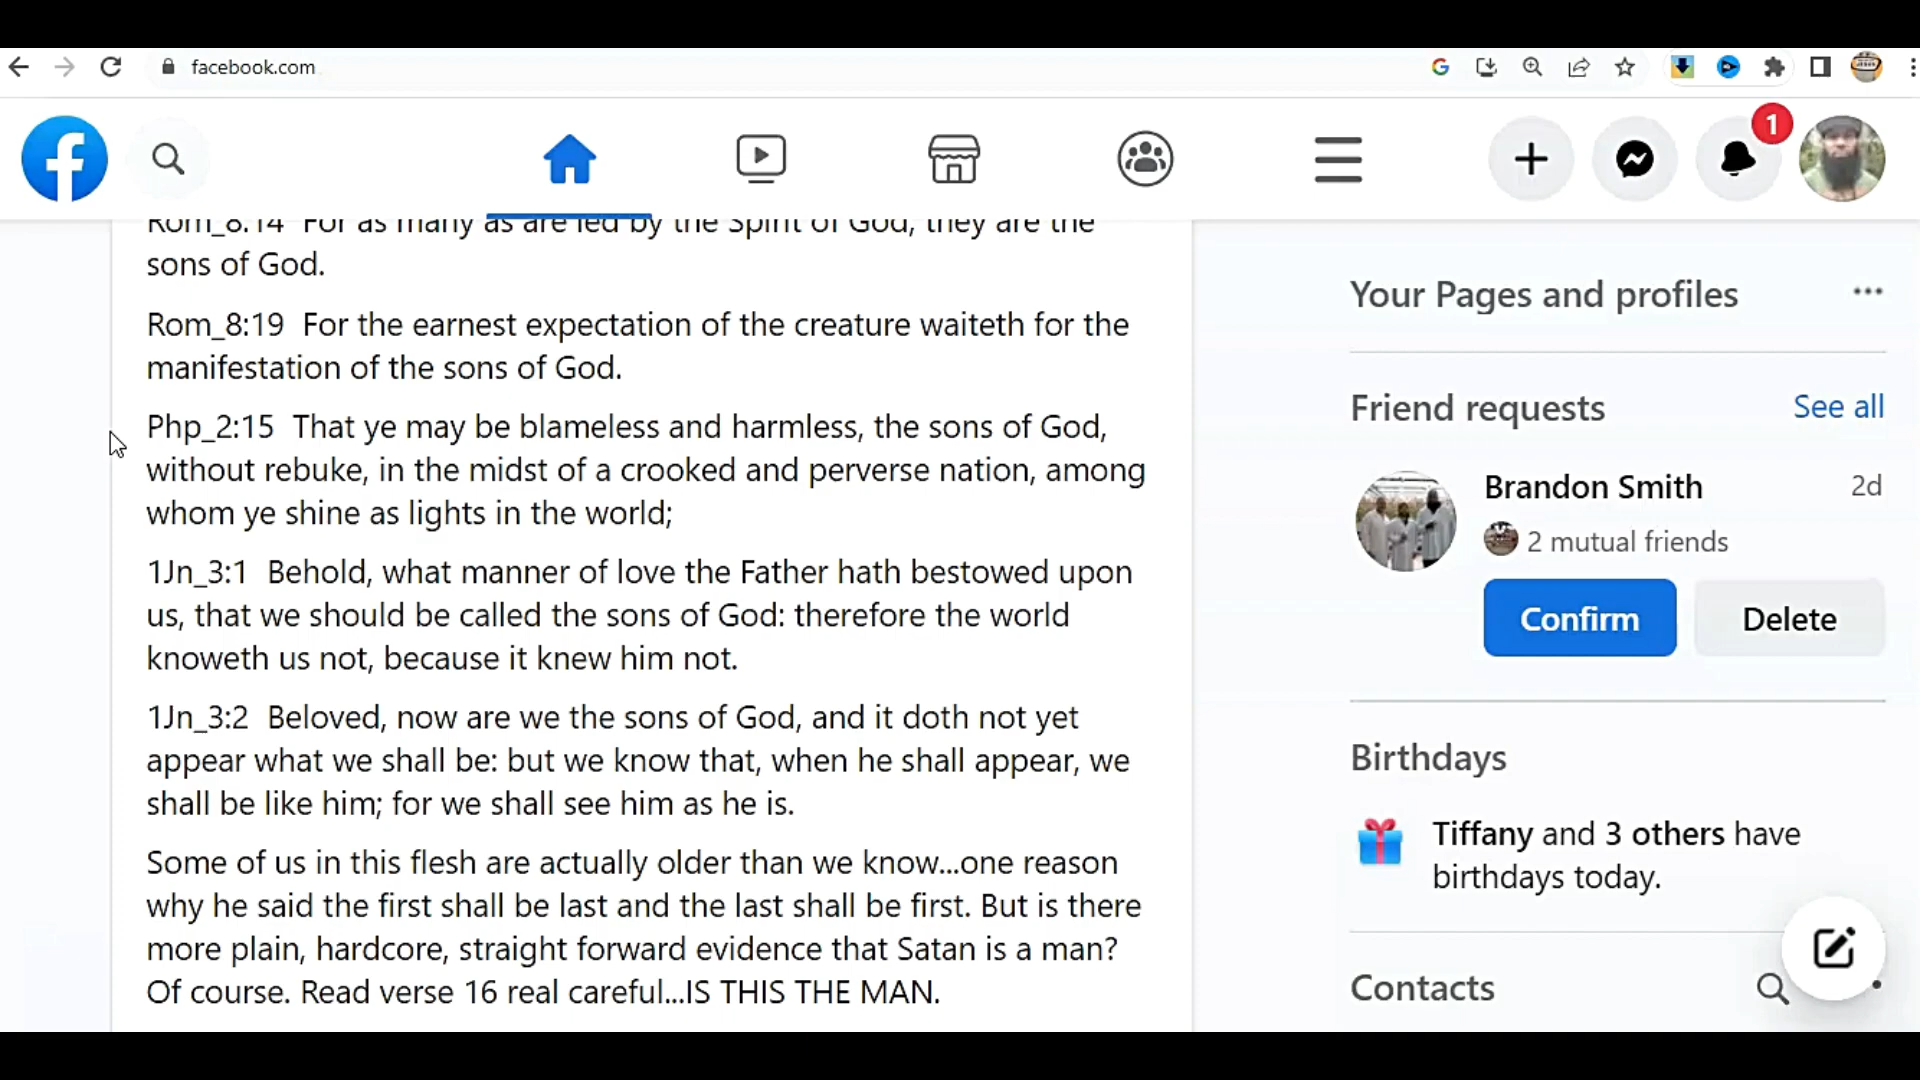 facebook.com
1
Rom_8:14 For as many as are led by the Spirit of God, they are the
sons of God.
Rom_8:19 For the earnest expectation of the creature waiteth for the
manifestation of the sons of God.
Php_2:15 That ye may be blameless and harmless, the sons of God,
without rebuke, in the midst of a crooked and perverse nation, among
whom ye shine as lights in the world;
1Jn_3:1 Behold, what manner of love the Father hath bestowed upon
us, that we should be called the sons of God: therefore the world
knoweth us not, because it knew him not.
1Jn_3:2 Beloved, now are we the sons of God, and it doth not yet
appear what we shall be: but we know that, when he shall appear, we
shall be like him; for we shall see him as he is.
Some of us in this flesh are actually older than we know...one reason
why he said the first shall be last and the last shall be first. But is there
more plain, hardcore, straight forward evidence that Satan is a man?
Of course. Read verse 16 real careful...IS THIS THE MAN.
Your Pages and profiles
Friend requests See all
Brandon Smith 2d
2 mutual friends
Confirm Delete
Birthdays
Tiffany and 3 others have
birthdays today.
Contacts